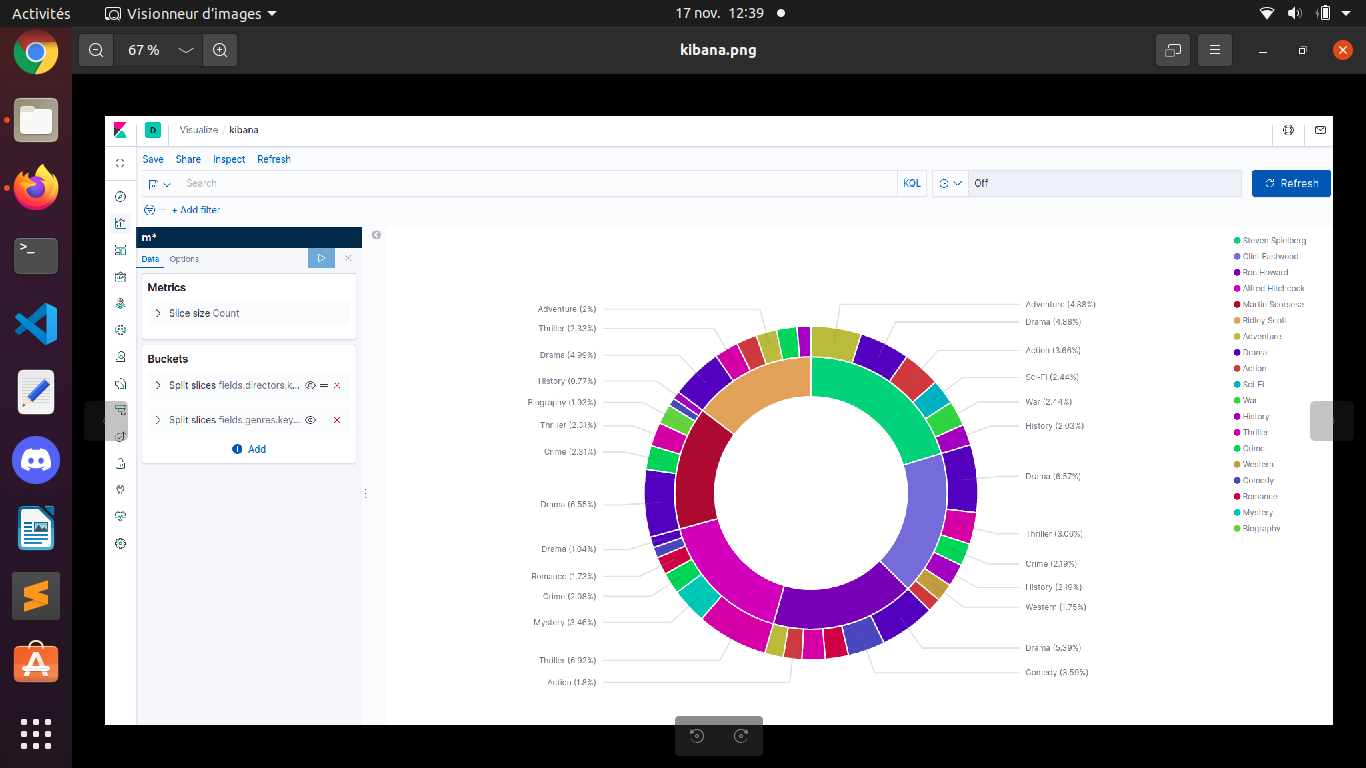 Activités
Visionneur d'images
17 nov. 12:39
67 %
kibana.png
D
Visualize / kibana
Save Share Inspect Refresh
Search
KQL
Off
Refresh
+ Add filter
m*
Data Options
Metrics
Slice size Count
Buckets
Split slices fields.directors.k...
Split slices fields.genres.key...
Add
Adventure (2%)
Thriller (2.33%)
Drama (4.99%)
History (0.77%)
Biography (1.93%)
Thriller (2.31%)
Crime (2.31%)
Drama (6.55%)
Drama (1.04%)
Romance (1.73%)
Crime (2.08%)
Mystery (3.46%)
Thriller (6.92%)
Action (1.8%)
Adventure (4.88%)
Drama (4.88%)
Action (3.66%)
Sci-Fi (2.44%)
War (2.44%)
History (2.03%)
Drama (6.57%)
Thriller (3.06%)
Crime (2.19%)
History (2.19%)
Western (1.75%)
Drama (5.39%)
Comedy (3.59%)
Steven Spielberg
Clint Eastwood
Ron Howard
Alfred Hitchcock
Martin Scorsese
Ridley Scott
Adventure
Drama
Action
Sci-Fi
War
History
Thriller
Crime
Western
Comedy
Romance
Mystery
Biography